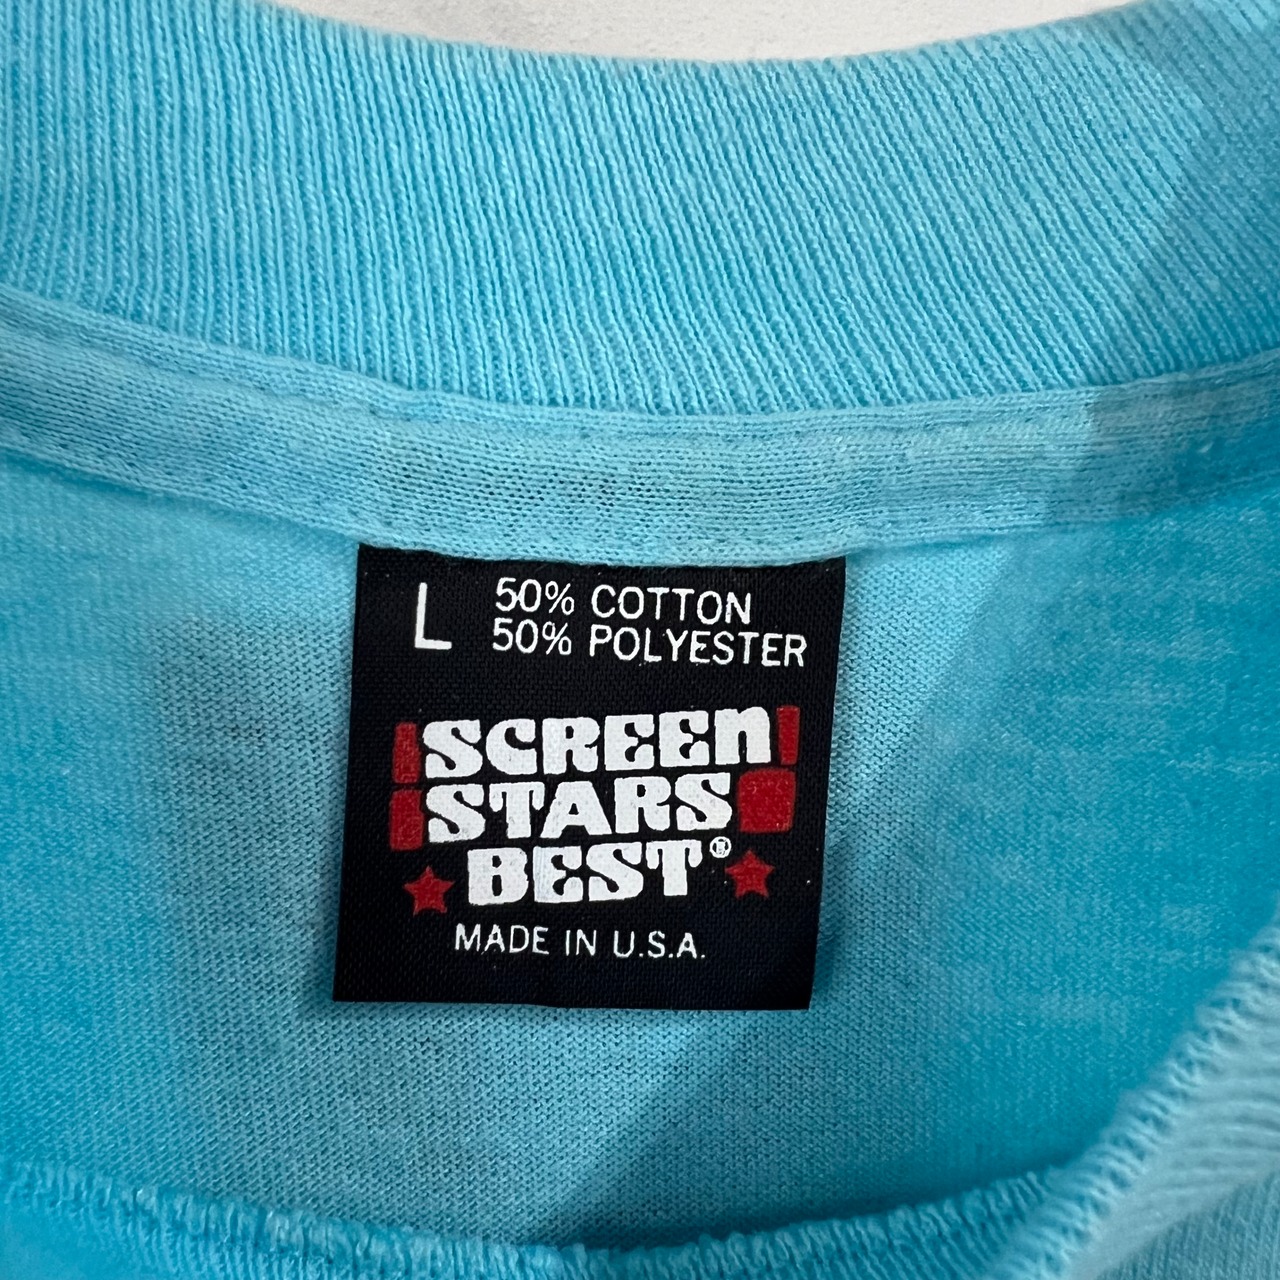 L 50% COTTON
50% POLYESTER
SCREEN
STARS
BEST®
MADE IN U.S.A.